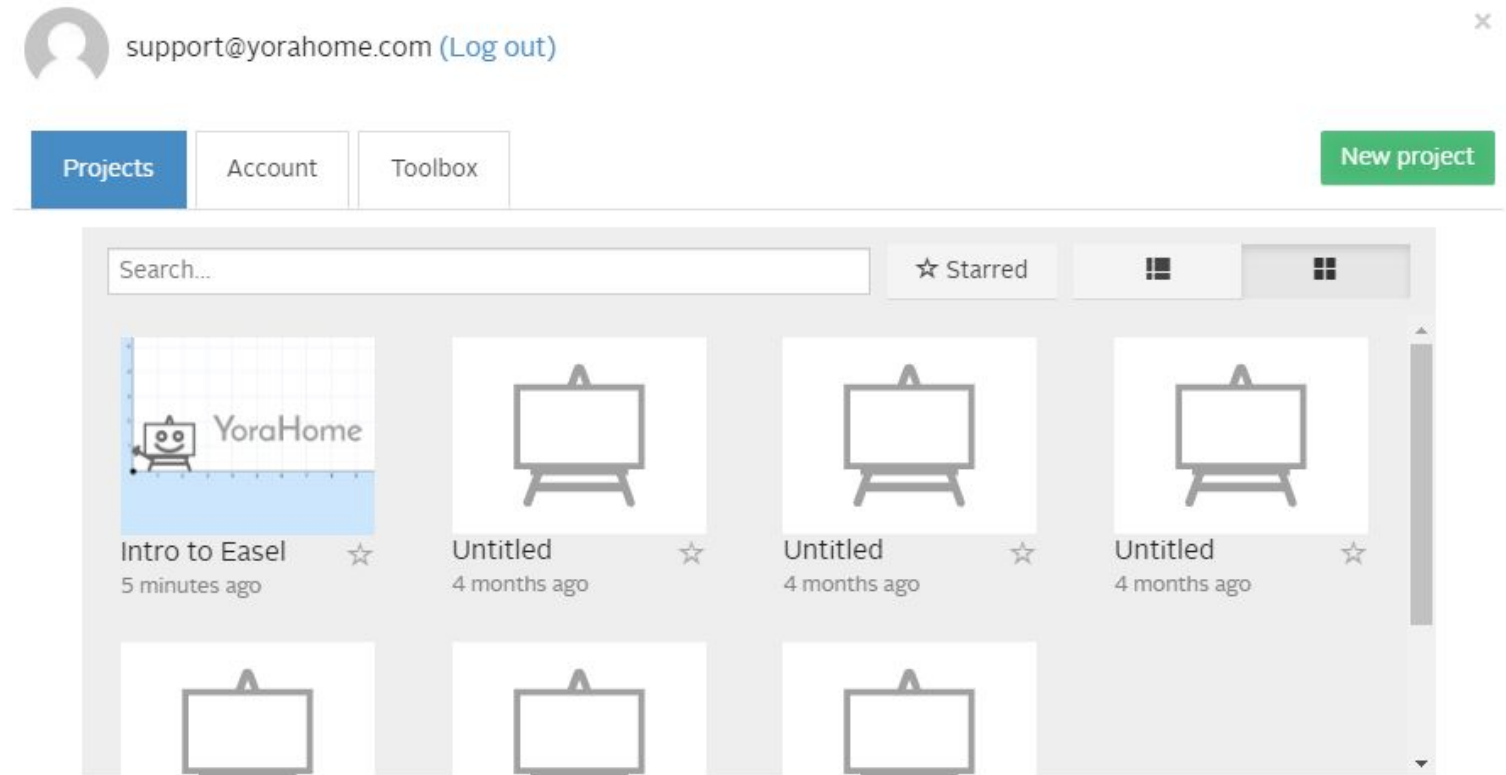 support@yorahome.com (Log out)
×
Projects
Account
Toolbox
New project
Search...
☆ Starred
YoraHome
Intro to Easel
5 minutes ago
Untitled
4 months ago
Untitled
4 months ago
Untitled
4 months ago